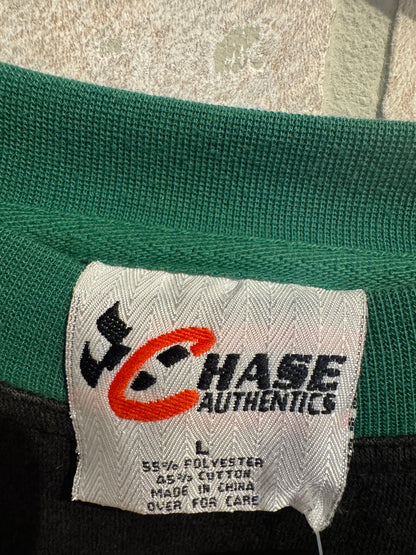 CHASE
AUTHENTICS
L
55% POLYESTER
45% COTTON
MADE IN CHINA
OVER FOR CARE